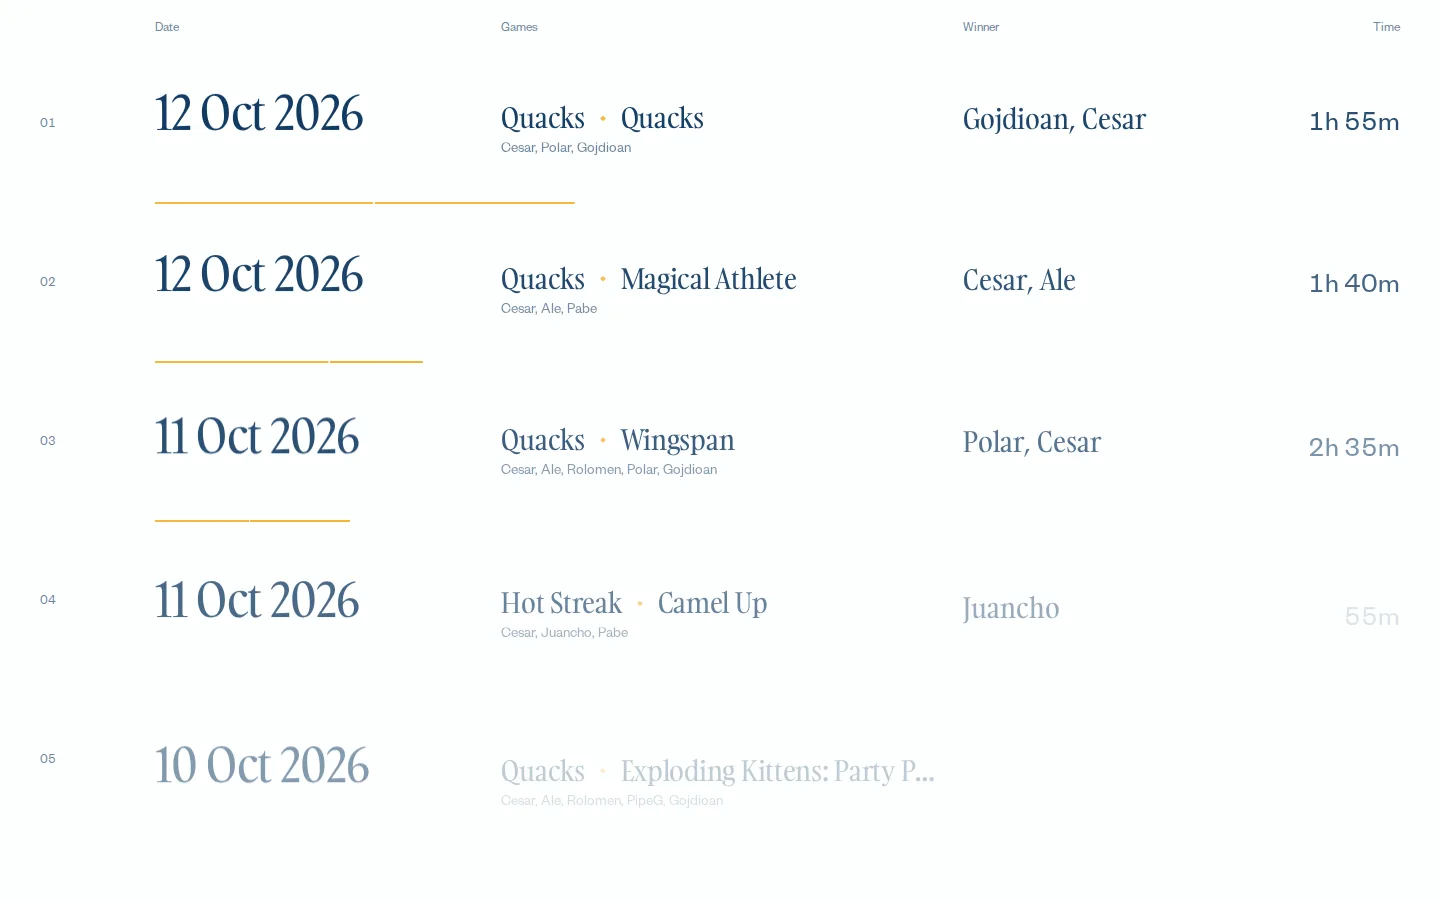 Date Games Winner Time
01 12 Oct 2026 Quacks · Quacks Gojdioan, Cesar 1h 55m
Cesar, Polar, Gojdioan
02 12 Oct 2026 Quacks · Magical Athlete Cesar, Ale 1h 40m
Cesar, Ale, Pabe
03 11 Oct 2026 Quacks · Wingspan Polar, Cesar 2h 35m
Cesar, Ale, Rolomen, Polar, Gojdioan
04 11 Oct 2026 Hot Streak · Camel Up Juancho 55m
Cesar, Juancho, Pabe
05 10 Oct 2026 Quacks · Exploding Kittens: Party P...
Cesar, Ale, Rolomen, PipeG, Gojdioan